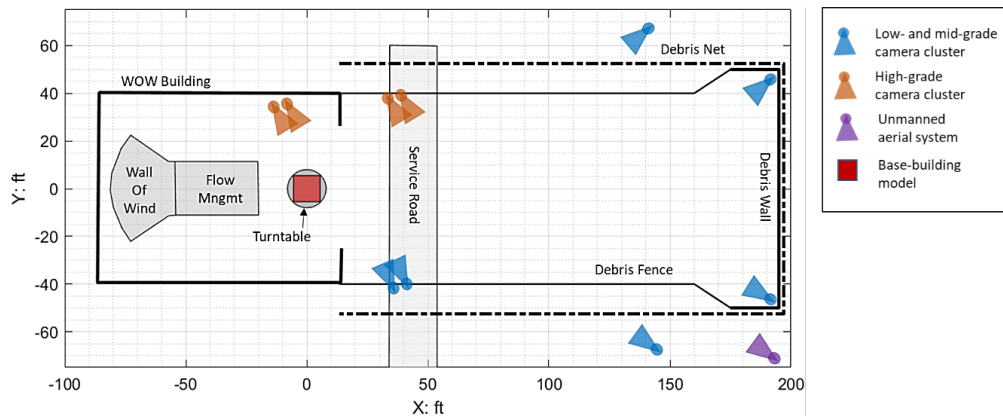 60
40
20
0
-20
-40
-60
Y: ft
-100
-50
0
50
100
150
200
X: ft
WOW Building
Wall
Of
Wind
Flow
Mngmt
Turntable
Service Road
Debris Net
Debris Fence
Debris Wall
Low- and mid-grade
camera cluster
High-grade
camera cluster
Unmanned
aerial system
Base-building
model